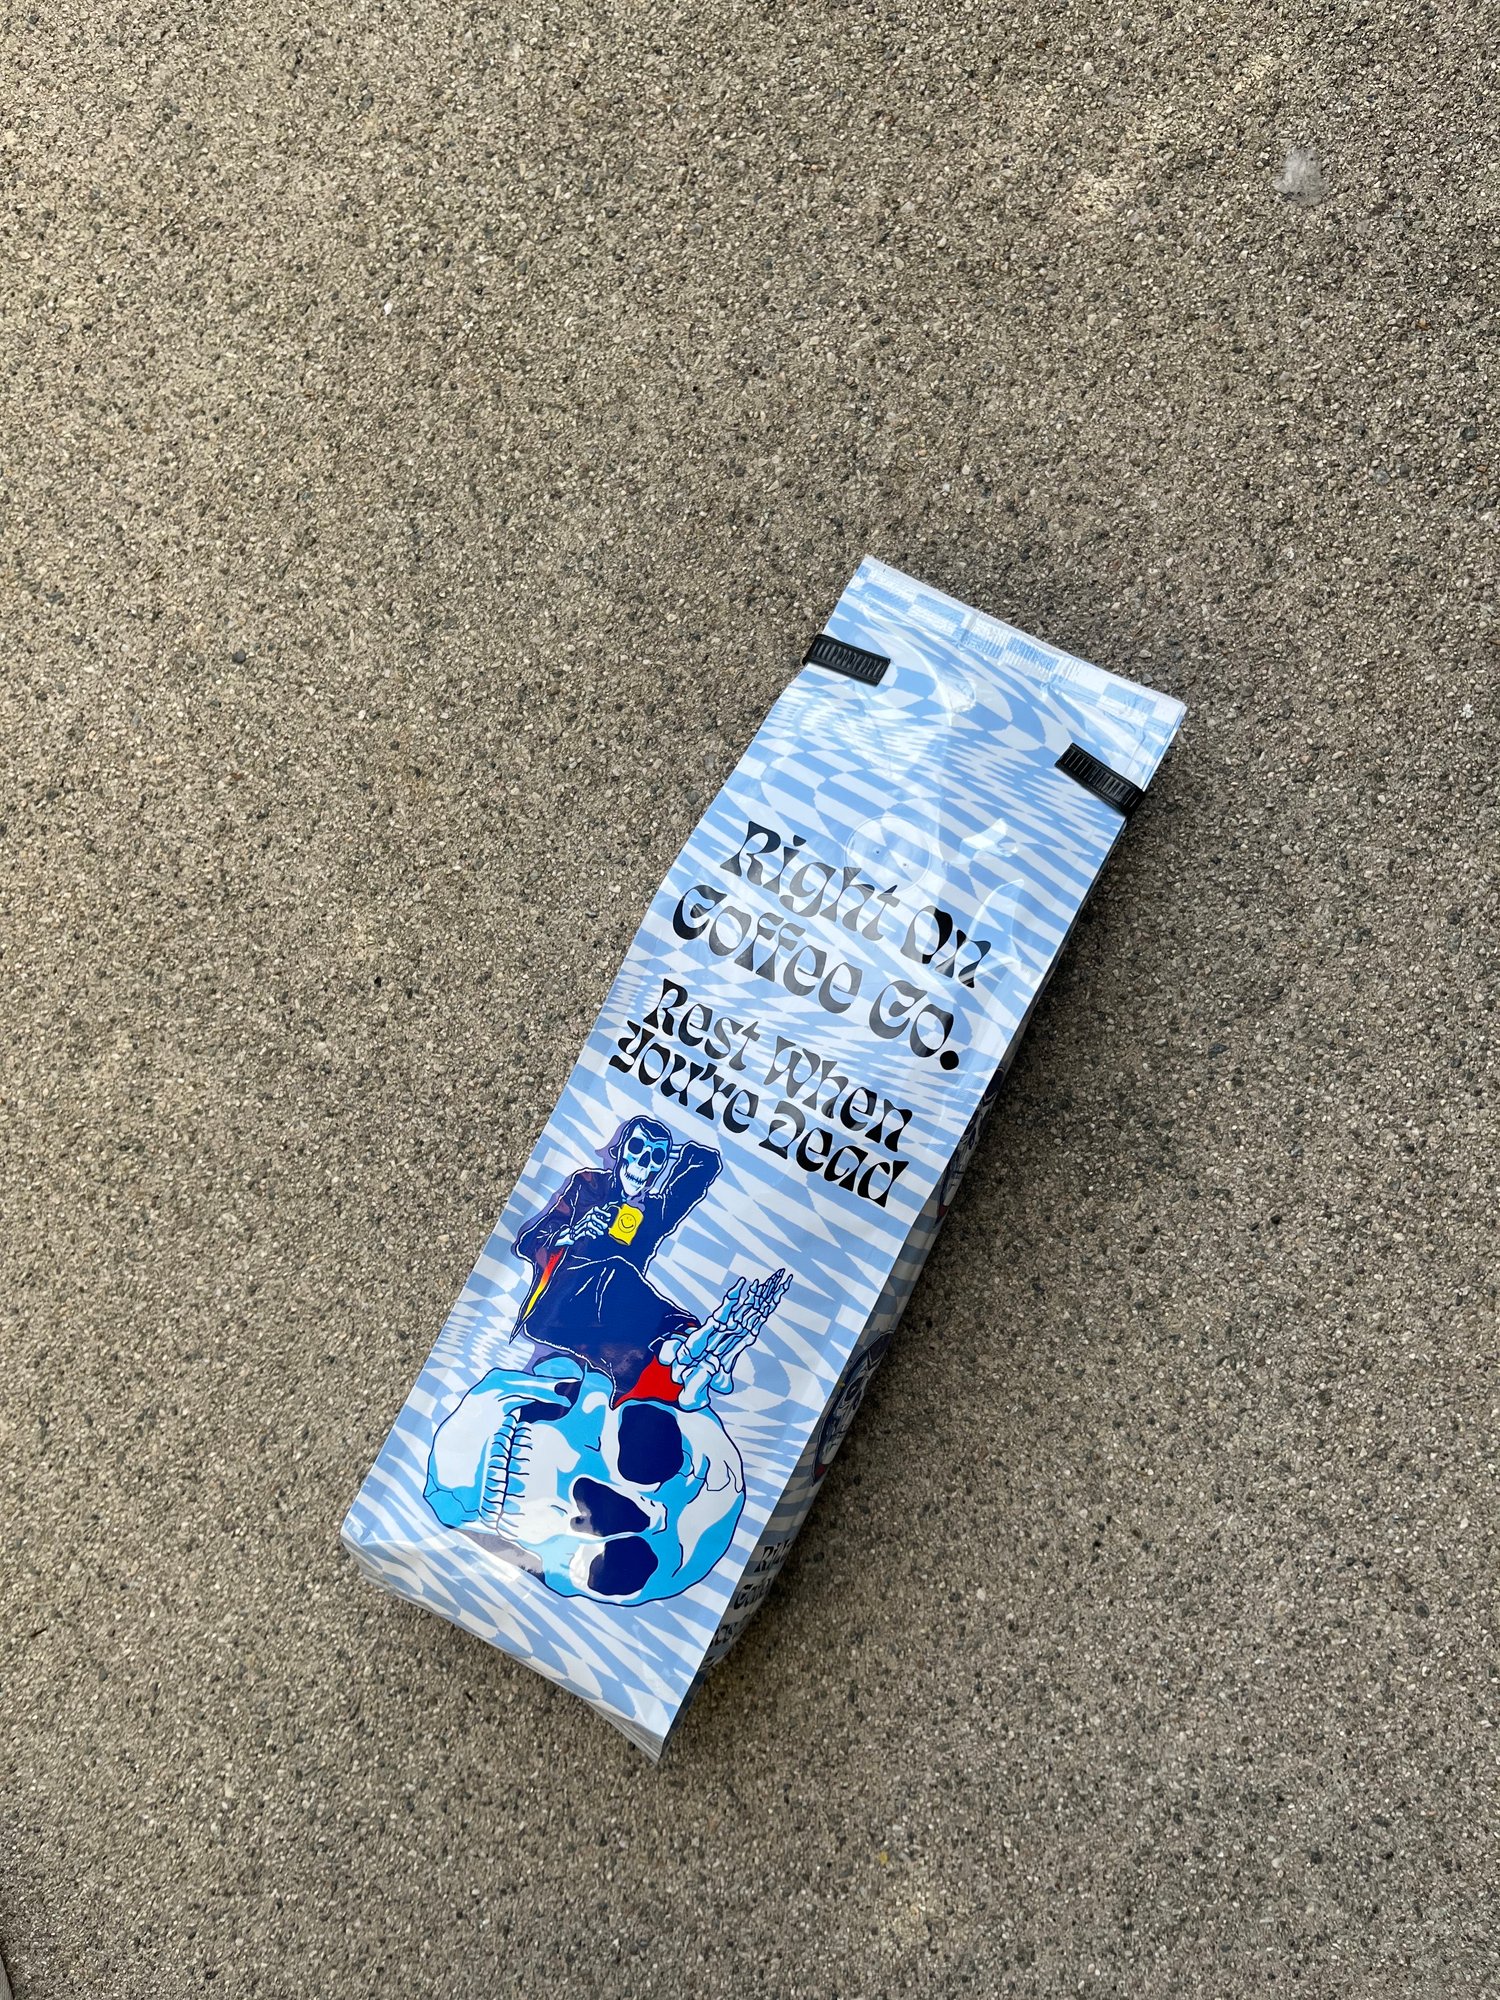 Right On
Coffee Co.
Rest When
You're Dead